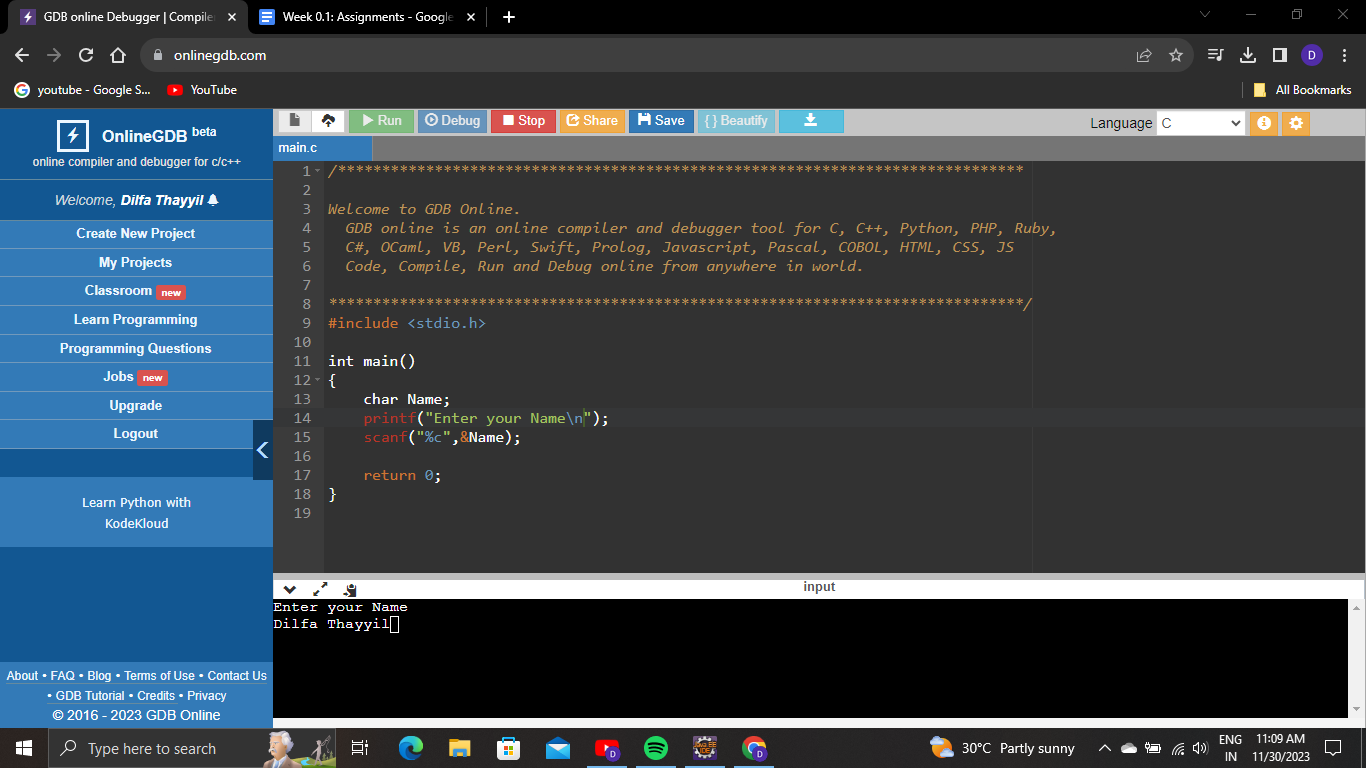 GDB online Debugger | Compile
Week 0.1: Assignments - Google
onlinegdb.com
D
youtube - Google S...
YouTube
All Bookmarks
OnlineGDB beta
online compiler and debugger for c/c++
Welcome, Dilfa Thayyil
Create New Project
My Projects
Classroom new
Learn Programming
Programming Questions
Jobs new
Upgrade
Logout
Learn Python with
KodeKloud
About • FAQ • Blog • Terms of Use • Contact Us
• GDB Tutorial • Credits • Privacy
© 2016 - 2023 GDB Online
Run Debug Stop Share Save { } Beautify
Language C
main.c
1 /******************************************************************************
2
3 Welcome to GDB Online.
4 GDB online is an online compiler and debugger tool for C, C++, Python, PHP, Ruby,
5 C#, OCaml, VB, Perl, Swift, Prolog, Javascript, Pascal, COBOL, HTML, CSS, JS
6 Code, Compile, Run and Debug online from anywhere in world.
7
8 *******************************************************************************/
9 #include <stdio.h>
10
11 int main()
12 {
13 char Name;
14 printf("Enter your Name\n");
15 scanf("%c",&Name);
16
17 return 0;
18 }
19
input
Enter your Name
Dilfa Thayyil
Type here to search
30°C Partly sunny
ENG
IN
11:09 AM
11/30/2023